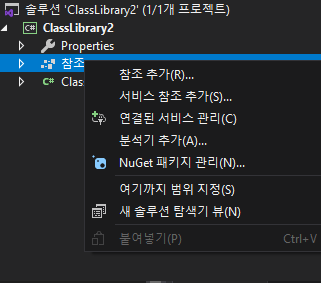 솔루션 'ClassLibrary2' (1/1개 프로젝트)
C# ClassLibrary2
Properties
참조
참조 추가(R)...
Clas
서비스 참조 추가(S)...
연결된 서비스 관리(C)
분석기 추가(A)...
NuGet 패키지 관리(N)...
여기까지 범위 지정(S)
새 솔루션 탐색기 뷰(N)
붙여넣기(P) Ctrl+V